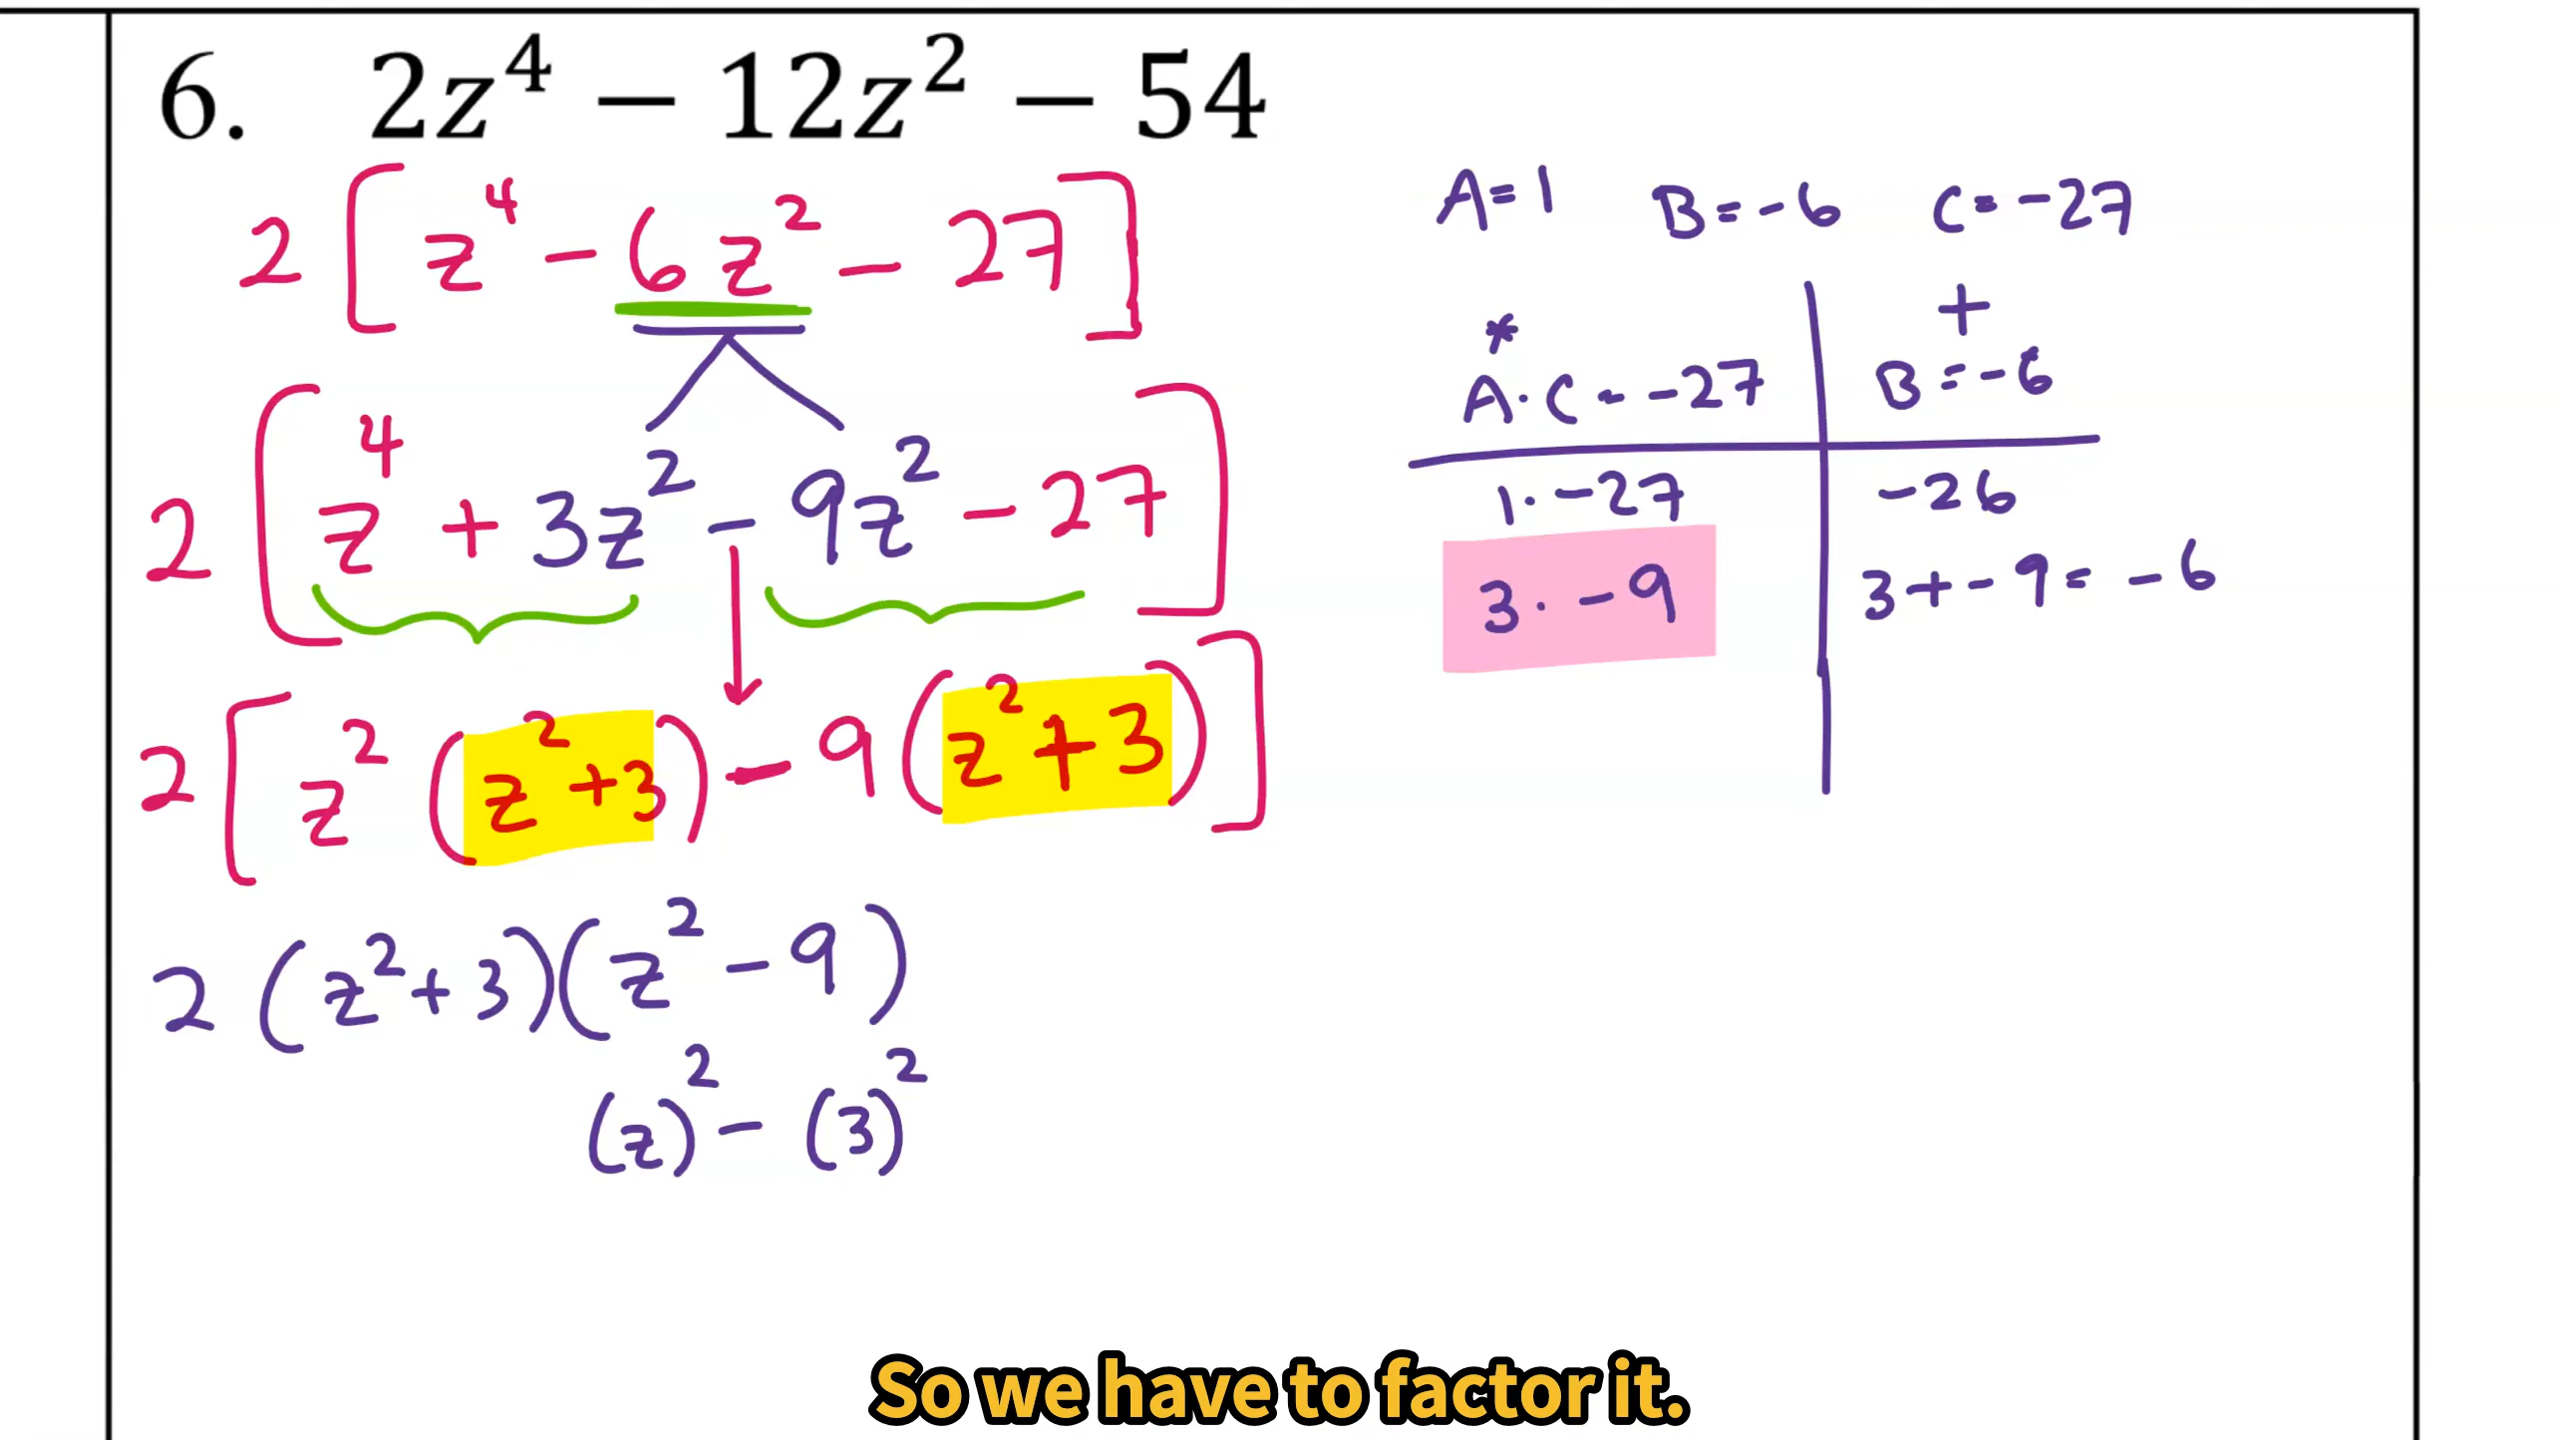 6. 2z⁴ − 12z² − 54
2 [z⁴ − 6z² − 27]
2 [z⁴ + 3z² − 9z² − 27]
2 [z² (z² + 3) − 9 (z² + 3)]
2 (z² + 3)(z² − 9)
(z)² − (3)²
A = 1 B = -6 C = -27
* +
A · C = -27 B = -6
1 · -27 -26
3 · -9 3 + -9 = -6
So we have to factor it.